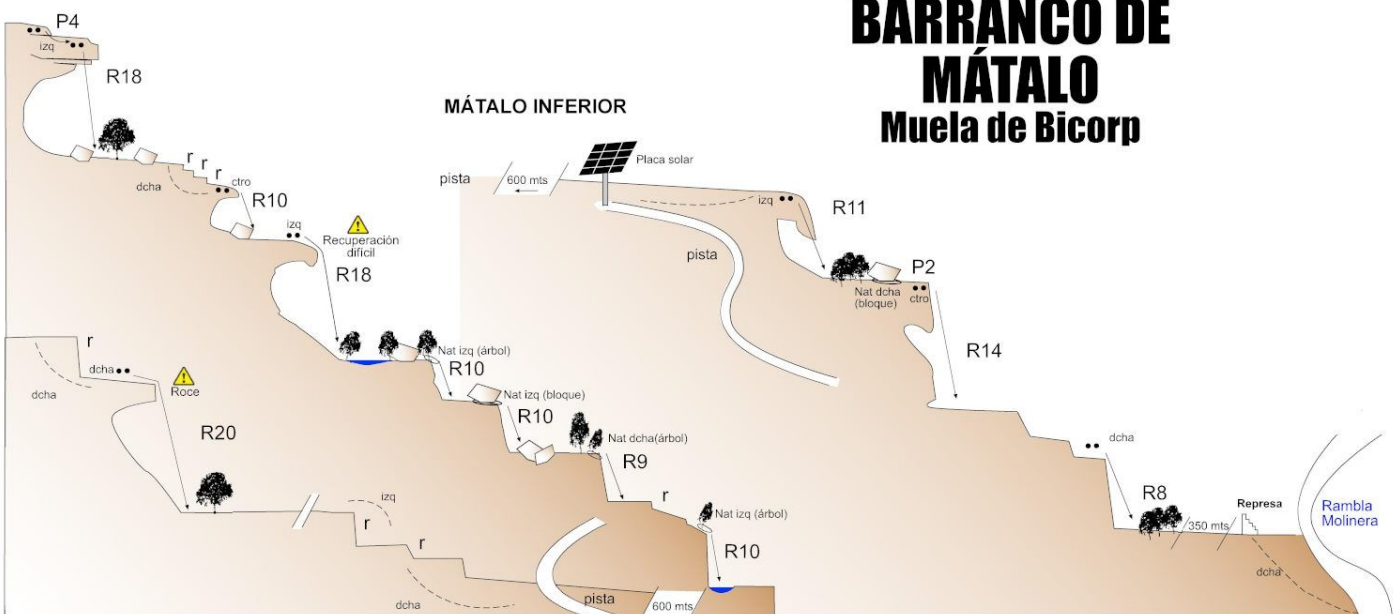 BARRANCO DE
MÁTALO
Muela de Bicorp
P4
izq
R18
dcha
r
r
r
ctro
R10
izq
Recuperación
difícil
R18
Nat izq (árbol)
R10
Nat izq (bloque)
R10
Nat dcha(árbol)
R9
r
Nat izq (árbol)
R10
r
dcha
dcha
Roce
R20
izq
r
r
dcha
pista
600 mts
MÁTALO INFERIOR
pista
600 mts
Placa solar
pista
izq
R11
Nat dcha
(bloque)
P2
ctro
R14
dcha
R8
350 mts
Represa
dcha
Rambla
Molinera